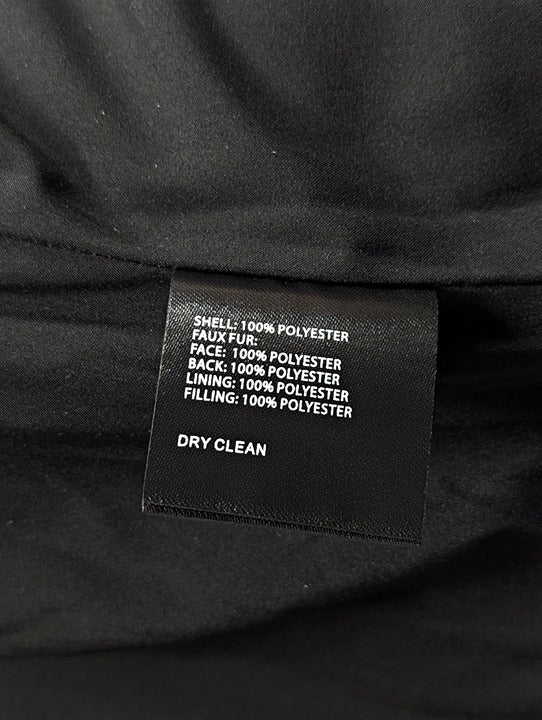 SHELL: 100% POLYESTER
FAUX FUR:
FACE: 100% POLYESTER
BACK: 100% POLYESTER
LINING: 100% POLYESTER
FILLING: 100% POLYESTER
DRY CLEAN